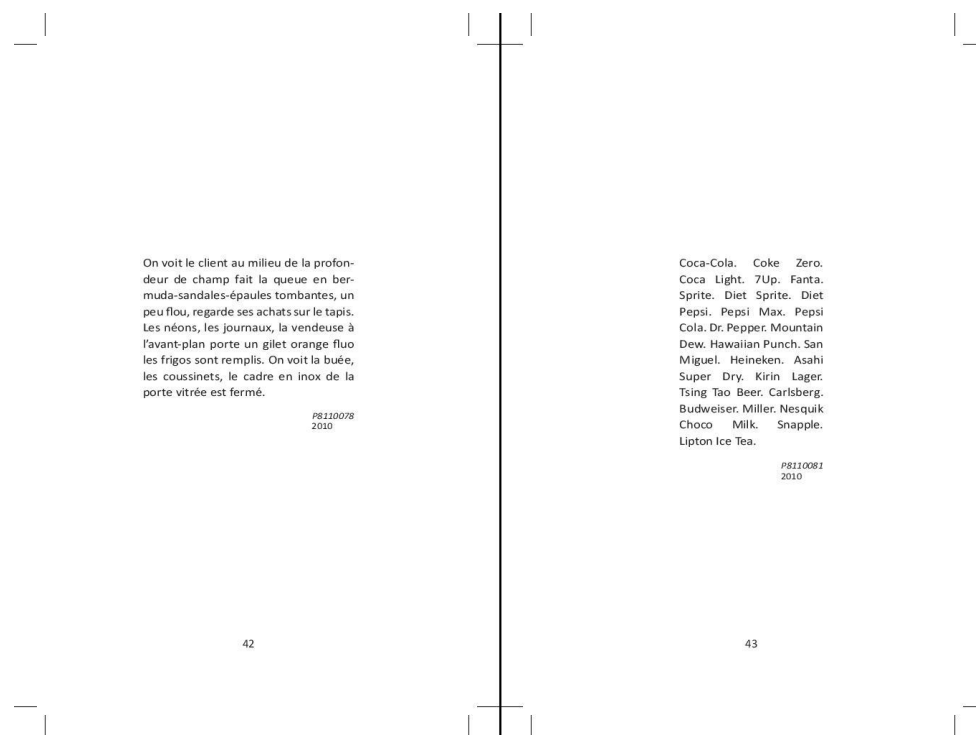 On voit le client au milieu de la profon-
deur de champ fait la queue en ber-
muda-sandales-épaules tombantes, un
peu flou, regarde ses achats sur le tapis.
Les néons, les journaux, la vendeuse à
l’avant-plan porte un gilet orange fluo
les frigos sont remplis. On voit la buée,
les coussinets, le cadre en inox de la
porte vitrée est fermé.
P8110078
2010
42
Coca-Cola. Coke Zero.
Coca Light. 7Up. Fanta.
Sprite. Diet Sprite. Diet
Pepsi. Pepsi Max. Pepsi
Cola. Dr. Pepper. Mountain
Dew. Hawaiian Punch. San
Miguel. Heineken. Asahi
Super Dry. Kirin Lager.
Tsing Tao Beer. Carlsberg.
Budweiser. Miller. Nesquik
Choco Milk. Snapple.
Lipton Ice Tea.
P8110081
2010
43